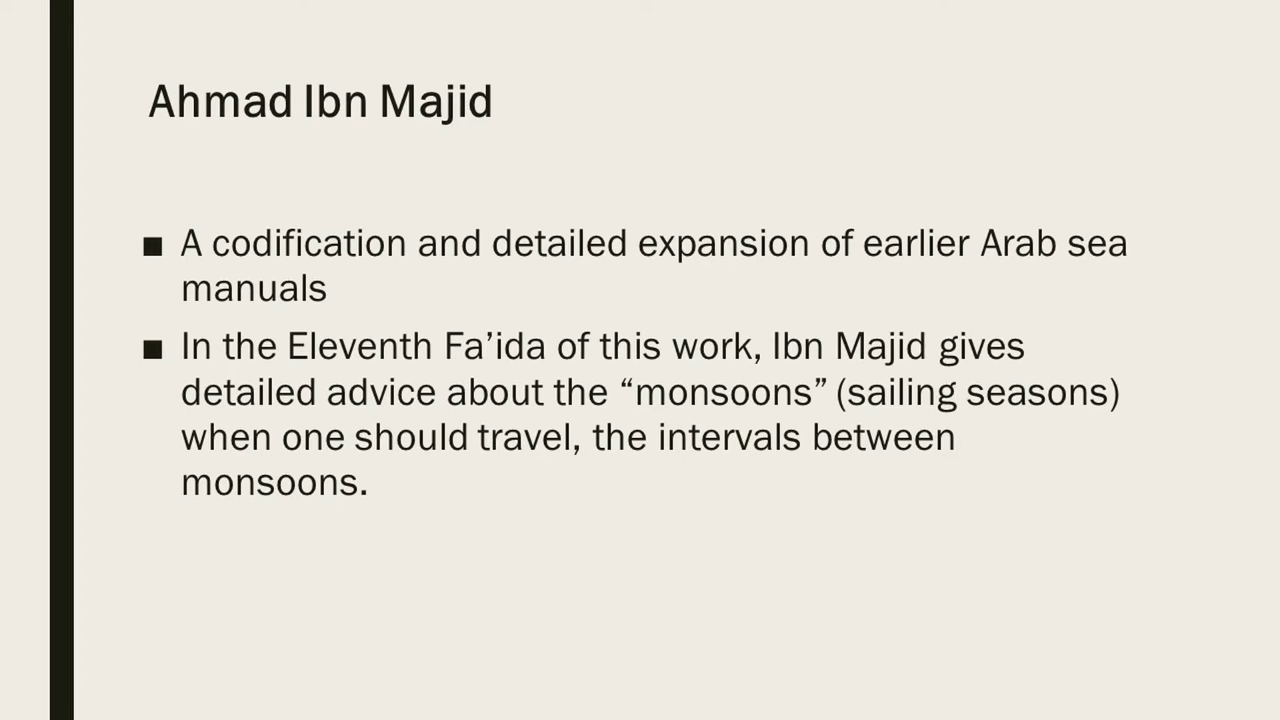 Ahmad Ibn Majid
■ A codification and detailed expansion of earlier Arab sea
manuals
■ In the Eleventh Fa’ida of this work, Ibn Majid gives
detailed advice about the “monsoons” (sailing seasons)
when one should travel, the intervals between
monsoons.